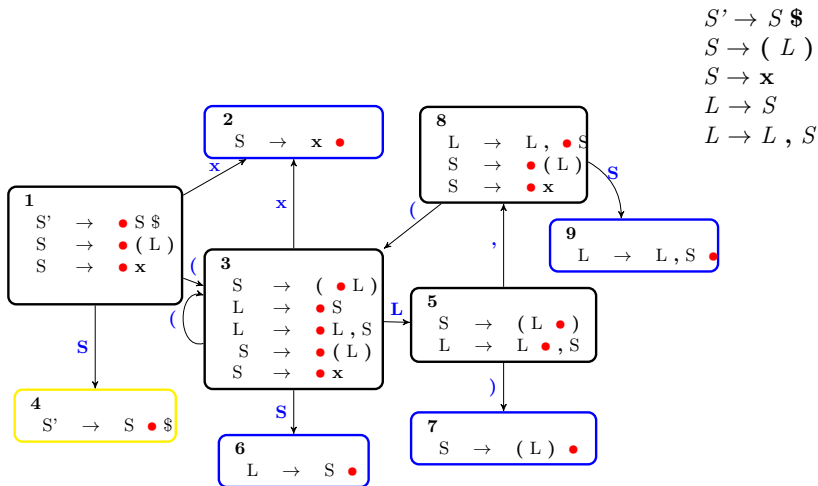 S' → S $
S → ( L )
S → x
L → S
L → L , S
1
S' → • S $
S → • ( L )
S → • x
2
S → x •
3
S → ( • L )
L → • S
L → • L , S
S → • ( L )
S → • x
4
S' → S • $
5
S → ( L • )
L → L • , S
6
L → S •
7
S → ( L ) •
8
L → L , • S
S → • ( L )
S → • x
9
L → L , S •
x
x
(
(
(
S
S
S
L
,
)